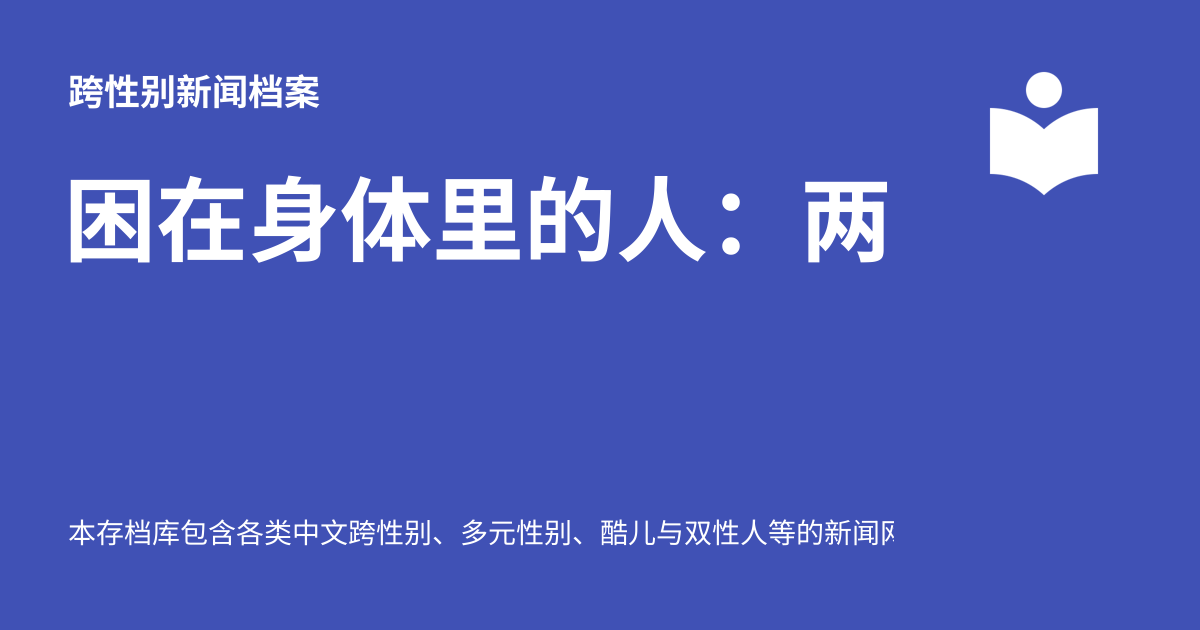 跨性别新闻档案
困在身体里的人：两
本存档库包含各类中文跨性别、多元性别、酷儿与双性人等的新闻